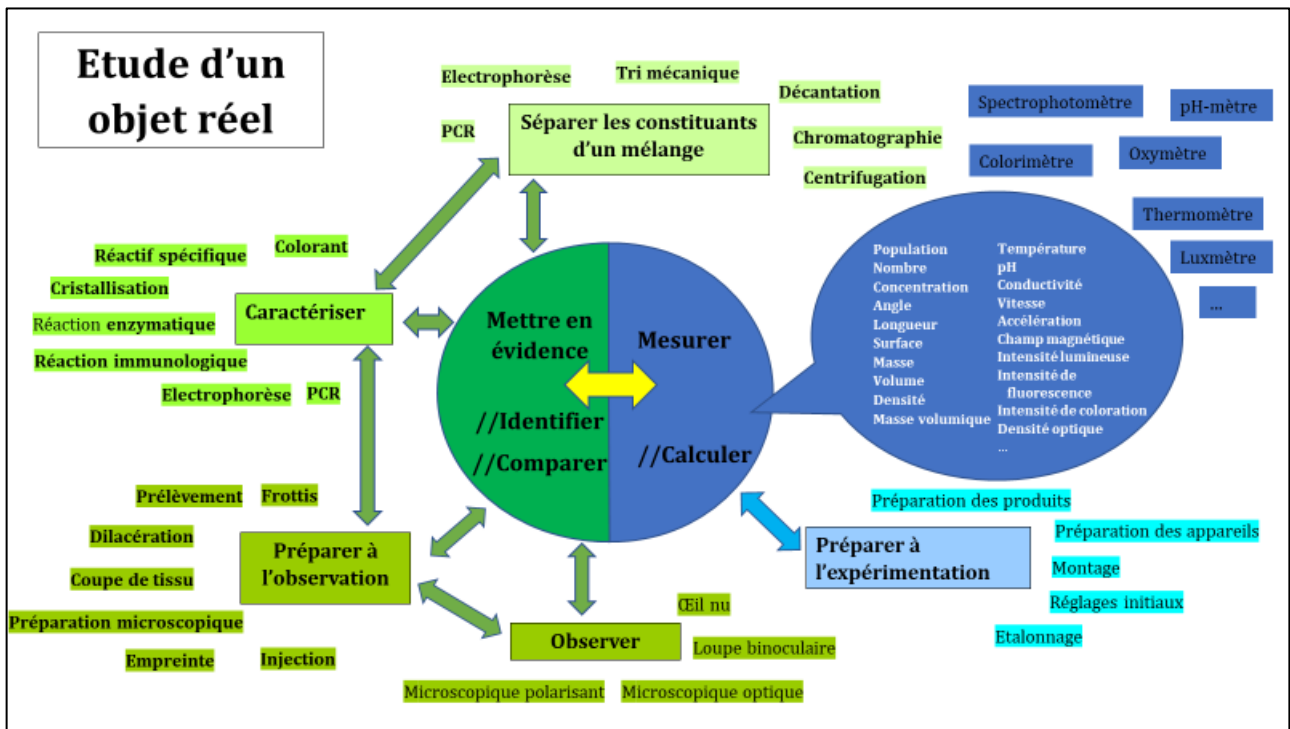 Etude d’un
objet réel
Electrophorèse
Tri mécanique
Décantation
PCR
Séparer les constituants
d’un mélange
Chromatographie
Centrifugation
Spectrophotomètre
pH-mètre
Colorimètre
Oxymètre
Thermomètre
Luxmètre
...
Réactif spécifique
Colorant
Cristallisation
Réaction enzymatique
Réaction immunologique
Electrophorèse
PCR
Caractériser
Mettre en
évidence
//Identifier
//Comparer
Mesurer
//Calculer
Population
Nombre
Concentration
Angle
Longueur
Surface
Masse
Volume
Densité
Masse volumique
Température
pH
Conductivité
Vitesse
Accélération
Champ magnétique
Intensité lumineuse
Intensité de
fluorescence
Intensité de coloration
Densité optique
...
Prélèvement
Frottis
Dilacération
Coupe de tissu
Préparation microscopique
Empreinte
Injection
Préparer à
l’observation
Observer
Œil nu
Loupe binoculaire
Microscopique polarisant
Microscopique optique
Préparer à
l’expérimentation
Préparation des produits
Préparation des appareils
Montage
Réglages initiaux
Etalonnage